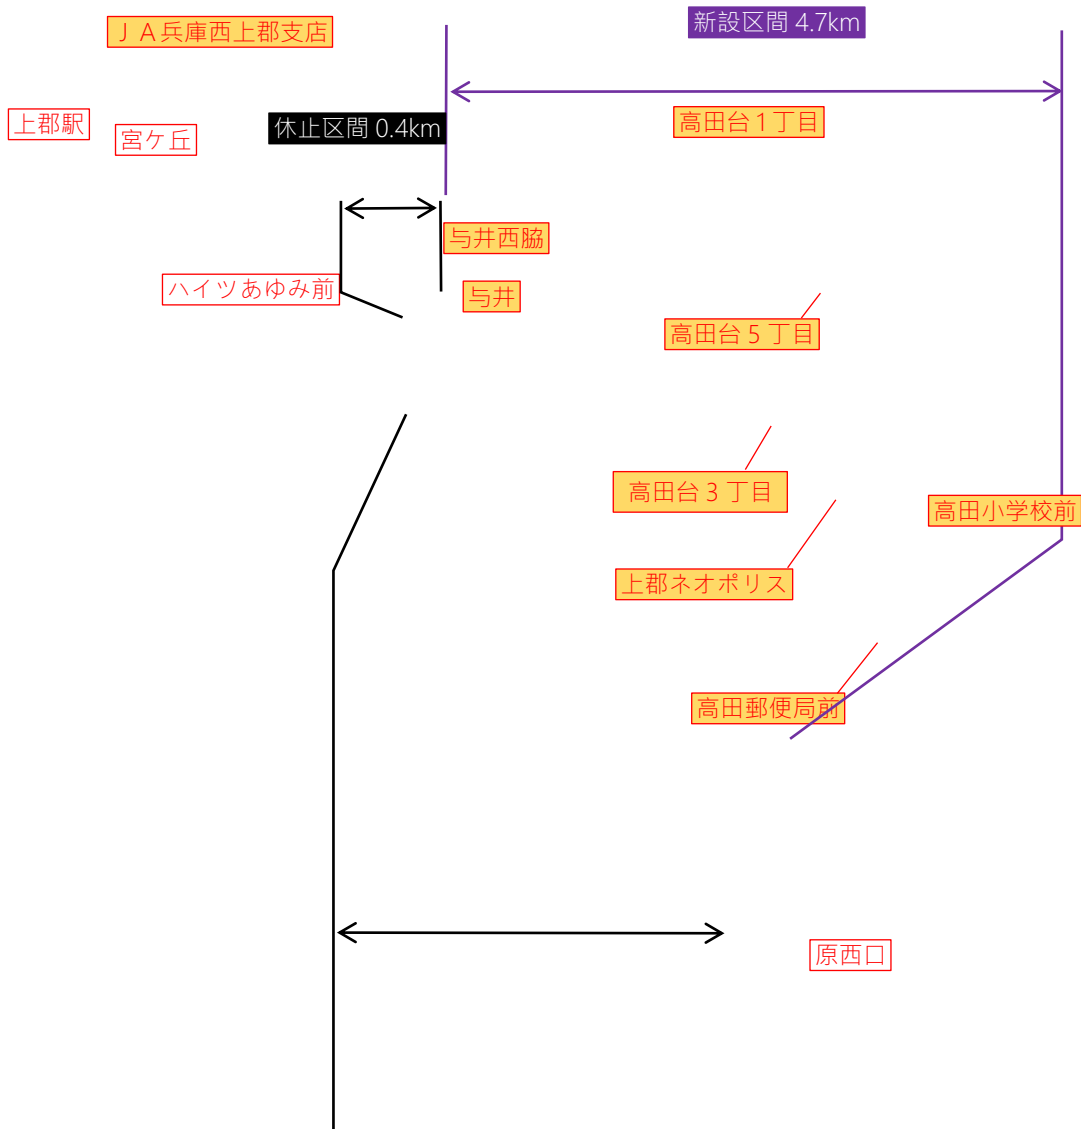 新設区間 4.7km
ＪＡ兵庫西上郡支店
上郡駅
宮ケ丘
休止区間 0.4km
高田台１丁目
与井西脇
ハイツあゆみ前
与井
高田台５丁目
高田台３丁目
高田小学校前
上郡ネオポリス
高田郵便局前
原西口